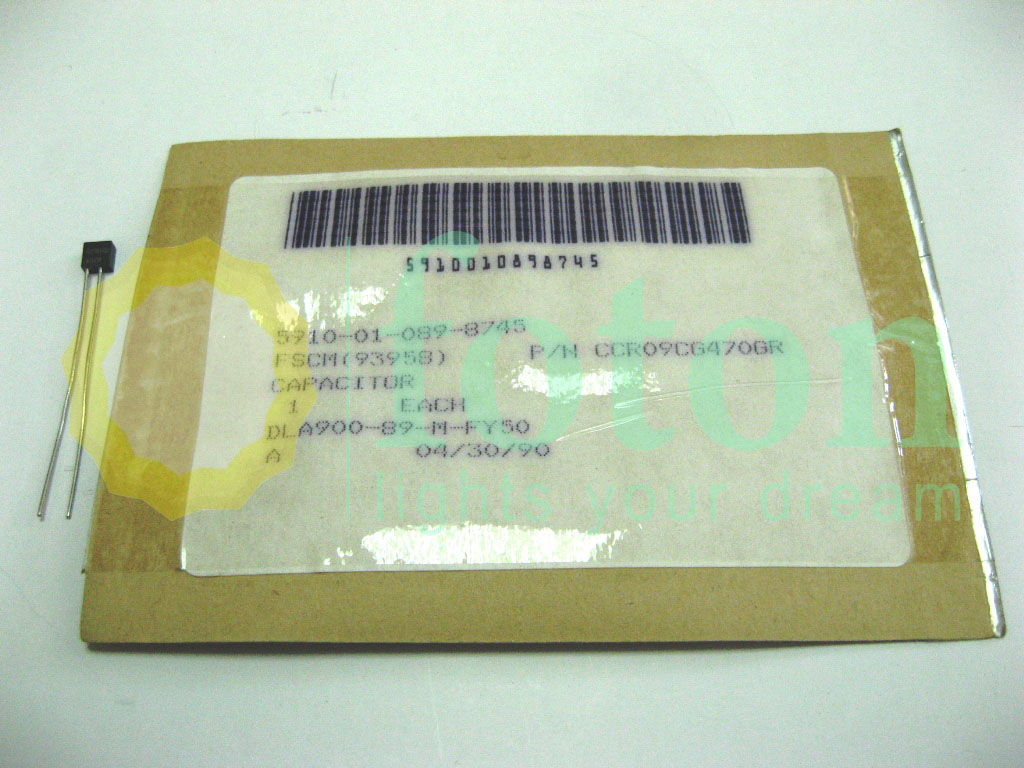 5910010898745
5910-01-089-8745
FSCM(93958) P/N CCR09CG470GR
CAPACITOR
1 EACH
DLA900-89-M-FY50
A 04/30/90
foton
lights your dream